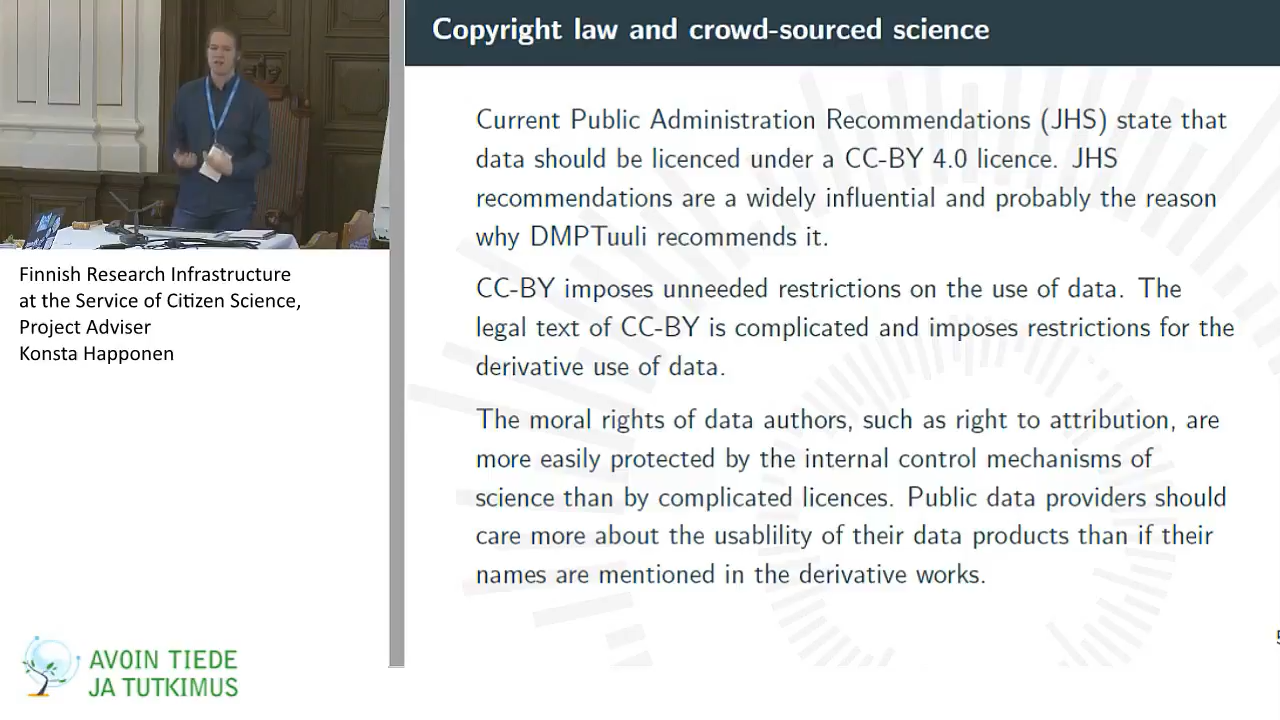 Copyright law and crowd-sourced science
Current Public Administration Recommendations (JHS) state that
data should be licenced under a CC-BY 4.0 licence. JHS
recommendations are a widely influential and probably the reason
why DMPTuuli recommends it.
CC-BY imposes unneeded restrictions on the use of data. The
legal text of CC-BY is complicated and imposes restrictions for the
derivative use of data.
The moral rights of data authors, such as right to attribution, are
more easily protected by the internal control mechanisms of
science than by complicated licences. Public data providers should
care more about the usablility of their data products than if their
names are mentioned in the derivative works.
5
Finnish Research Infrastructure
at the Service of Citizen Science,
Project Adviser
Konsta Happonen
AVOIN TIEDE
JA TUTKIMUS